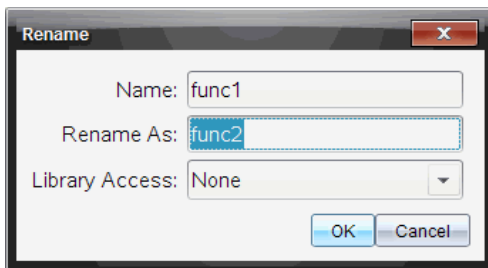 Rename
Name: func1
Rename As: func2
Library Access: None
OK Cancel